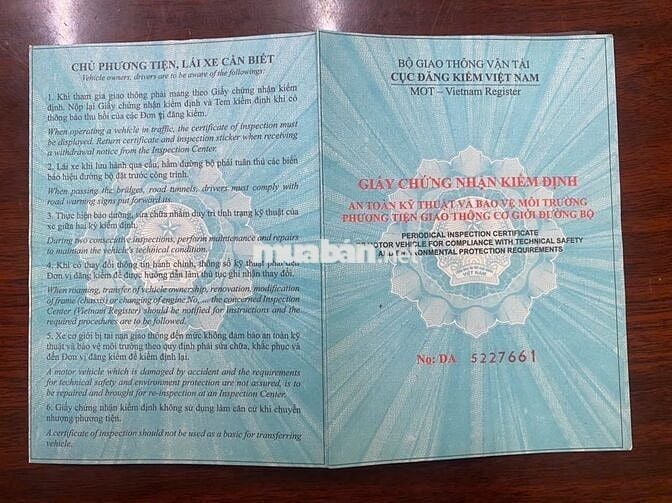 CHỦ PHƯƠNG TIỆN, LÁI XE CẦN BIẾT
Vehicle owners, drivers are to be aware of the followings:
1. Khi tham gia giao thông phải mang theo Giấy chứng nhận kiểm
định. Nộp lại Giấy chứng nhận kiểm định và Tem kiểm định khi có
thông báo thu hồi của các Đơn vị đăng kiểm.
When operating a vehicle in traffic, the certificate of inspection must
be displayed. Return certificate and inspection sticker when receiving
a withdrawal notice from the Inspection Center.
2. Lái xe khi lưu hành qua cầu, hầm đường bộ phải tuân thủ các biển
báo hiệu đường bộ đặt trước công trình.
When passing the bridges, road tunnels, drivers must comply with
road warning signs put forward is.
3. Thực hiện bảo dưỡng, sửa chữa nhằm duy trì tình trạng kỹ thuật của
xe giữa hai kỳ kiểm định.
During two consecutive inspections, perform maintenance and repairs
to maintain the vehicle's technical condition.
4. Khi có thay đổi thông tin hành chính, thông số kỹ thuật phải đến
Đơn vị đăng kiểm để được hướng dẫn làm thủ tục ghi nhận thay đổi.
When roaming, transfer of vehicle ownership, renovation, modification
of frame (chassis) or changing of engine No, ... the concerned Inspection
Center (Vietnam Register) should be notified for instructions and the
required procedures are to be followed.
5. Xe cơ giới bị tai nạn giao thông đến mức không đảm bảo an toàn kỹ
thuật và bảo vệ môi trường theo quy định phải sửa chữa, khắc phục và
đến Đơn vị đăng kiểm để kiểm định lại.
A motor vehicle which is damaged by accident and the requirements
for technical safety and environment protection are not assured, is to
be repaired and brought for re-inspection at an Inspection Center.
6. Giấy chứng nhận kiểm định không sử dụng làm căn cứ khi chuyển
nhượng phương tiện.
A certificate of inspection should not be used as a basic for transferring
vehicle.
BỘ GIAO THÔNG VẬN TẢI
CỤC ĐĂNG KIỂM VIỆT NAM
MOT – Vietnam Register
GIẤY CHỨNG NHẬN KIỂM ĐỊNH
AN TOÀN KỸ THUẬT VÀ BẢO VỆ MÔI TRƯỜNG
PHƯƠNG TIỆN GIAO THÔNG CƠ GIỚI ĐƯỜNG BỘ
PERIODICAL INSPECTION CERTIFICATE
MOTOR VEHICLE FOR COMPLIANCE WITH TECHNICAL SAFETY
AND ENVIRONMENTAL PROTECTION REQUIREMENTS
VIỆT NAM
No: DA 5227661
muaban.net